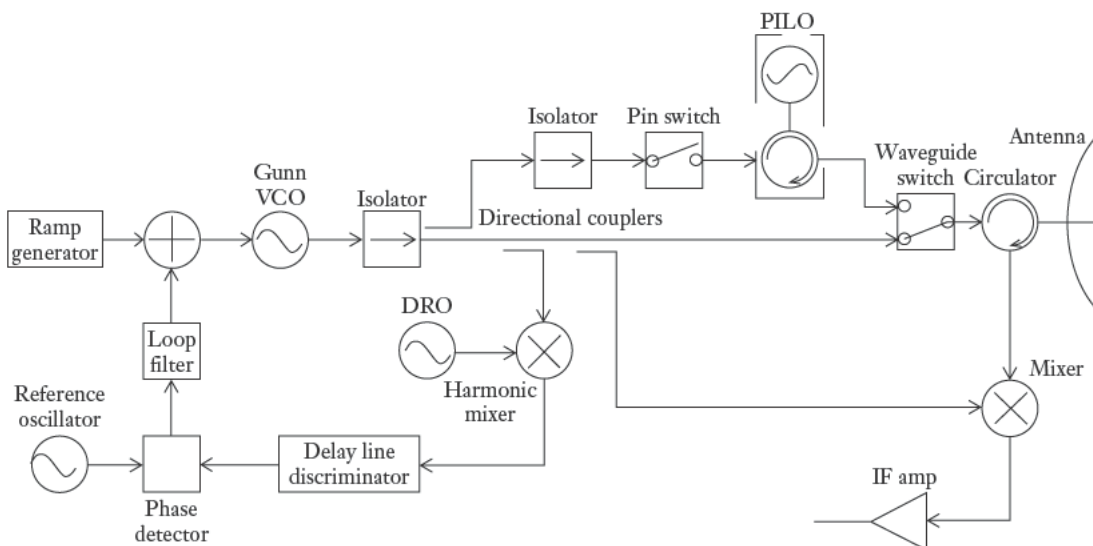 PILO
Isolator
Pin switch
Antenna
Waveguide
switch
Circulator
Gunn
VCO
Isolator
Directional couplers
Ramp
generator
DRO
Loop
filter
Harmonic
mixer
Mixer
Reference
oscillator
Delay line
discriminator
IF amp
Phase
detector